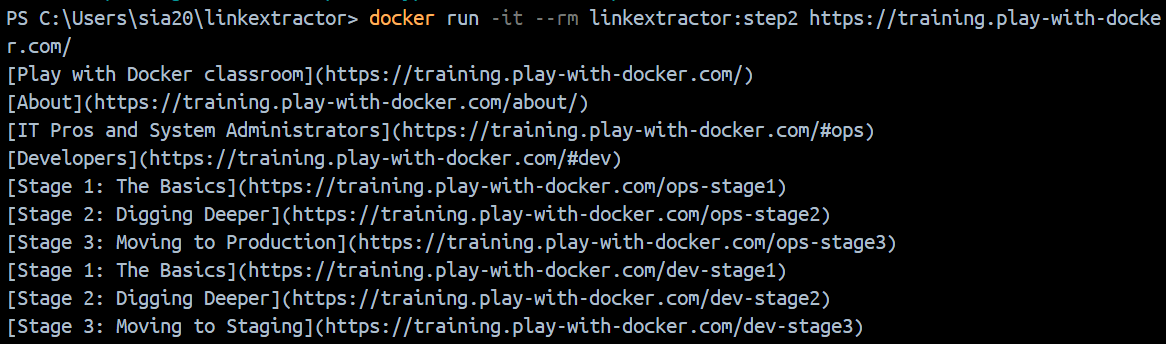 PS C:\Users\sia20\linkextractor> docker run -it --rm linkextractor:step2 https://training.play-with-docke
r.com/
[Play with Docker classroom](https://training.play-with-docker.com/)
[About](https://training.play-with-docker.com/about/)
[IT Pros and System Administrators](https://training.play-with-docker.com/#ops)
[Developers](https://training.play-with-docker.com/#dev)
[Stage 1: The Basics](https://training.play-with-docker.com/ops-stage1)
[Stage 2: Digging Deeper](https://training.play-with-docker.com/ops-stage2)
[Stage 3: Moving to Production](https://training.play-with-docker.com/ops-stage3)
[Stage 1: The Basics](https://training.play-with-docker.com/dev-stage1)
[Stage 2: Digging Deeper](https://training.play-with-docker.com/dev-stage2)
[Stage 3: Moving to Staging](https://training.play-with-docker.com/dev-stage3)